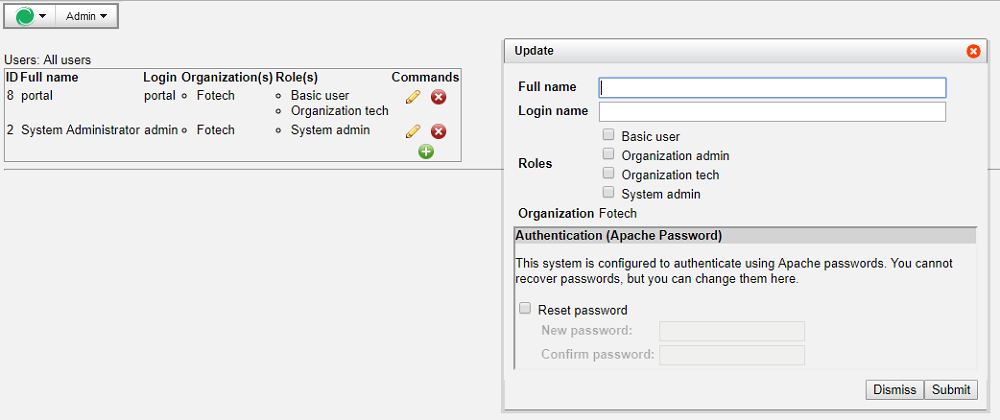 Admin
Users: All users
ID Full name Login Organization(s) Role(s) Commands
8 portal portal Fotech Basic user
Organization tech
2 System Administrator admin Fotech System admin
Update
Full name
Login name
Roles
Basic user
Organization admin
Organization tech
System admin
Organization Fotech
Authentication (Apache Password)
This system is configured to authenticate using Apache passwords. You cannot
recover passwords, but you can change them here.
Reset password
New password:
Confirm password:
Dismiss Submit